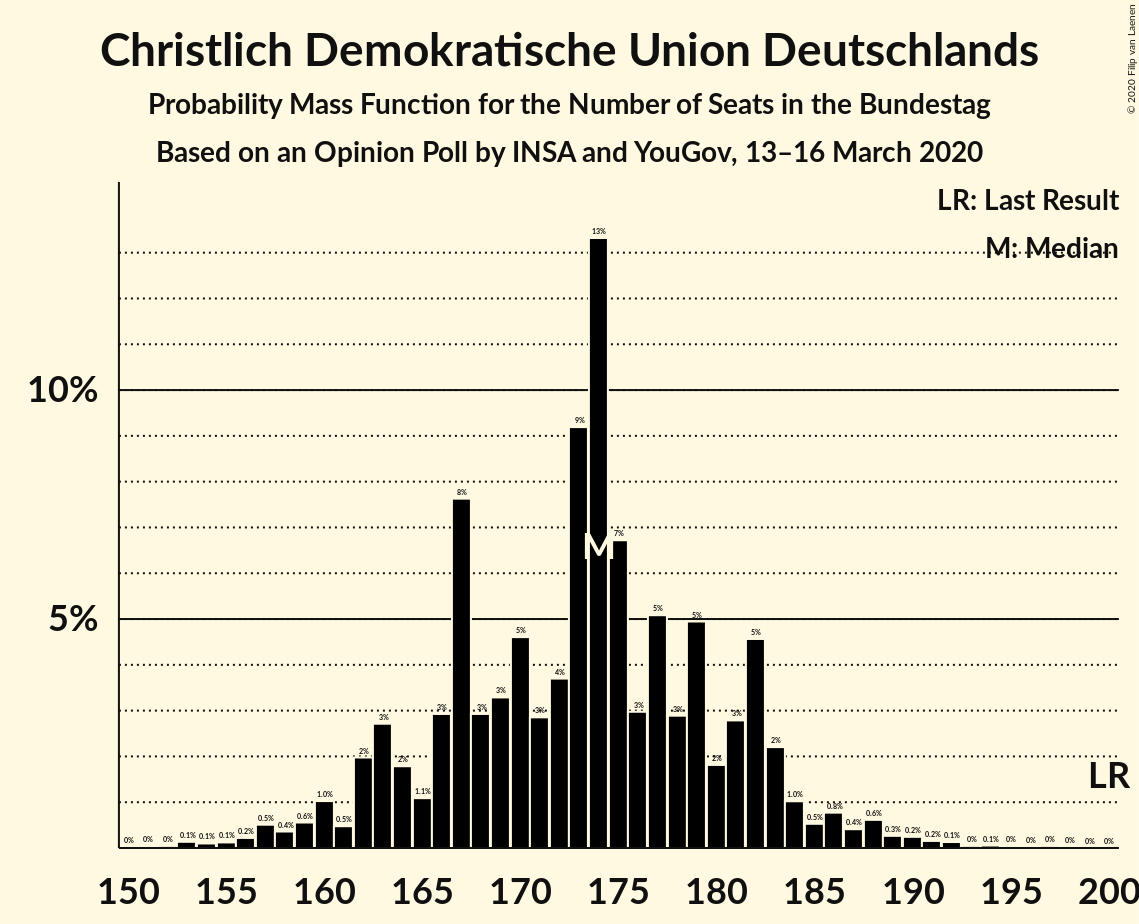 Christlich Demokratische Union Deutschlands
Probability Mass Function for the Number of Seats in the Bundestag
Based on an Opinion Poll by INSA and YouGov, 13–16 March 2020
© 2020 Filip van Laenen
LR: Last Result
M: Median
10%
5%
0% 0% 0% 0.1% 0.1% 0.1% 0.2% 0.5% 0.4% 0.6% 1.0% 0.5% 2% 3% 2% 1.1% 3% 8% 3% 3% 5% 3% 4% 9% 13% 7% 3% 5% 3% 5% 2% 3% 5% 2% 1.0% 0.5% 0.8% 0.4% 0.6% 0.3% 0.2% 0.2% 0.1% 0% 0.1% 0% 0% 0% 0% 0% 0%
M
LR
150 155 160 165 170 175 180 185 190 195 200